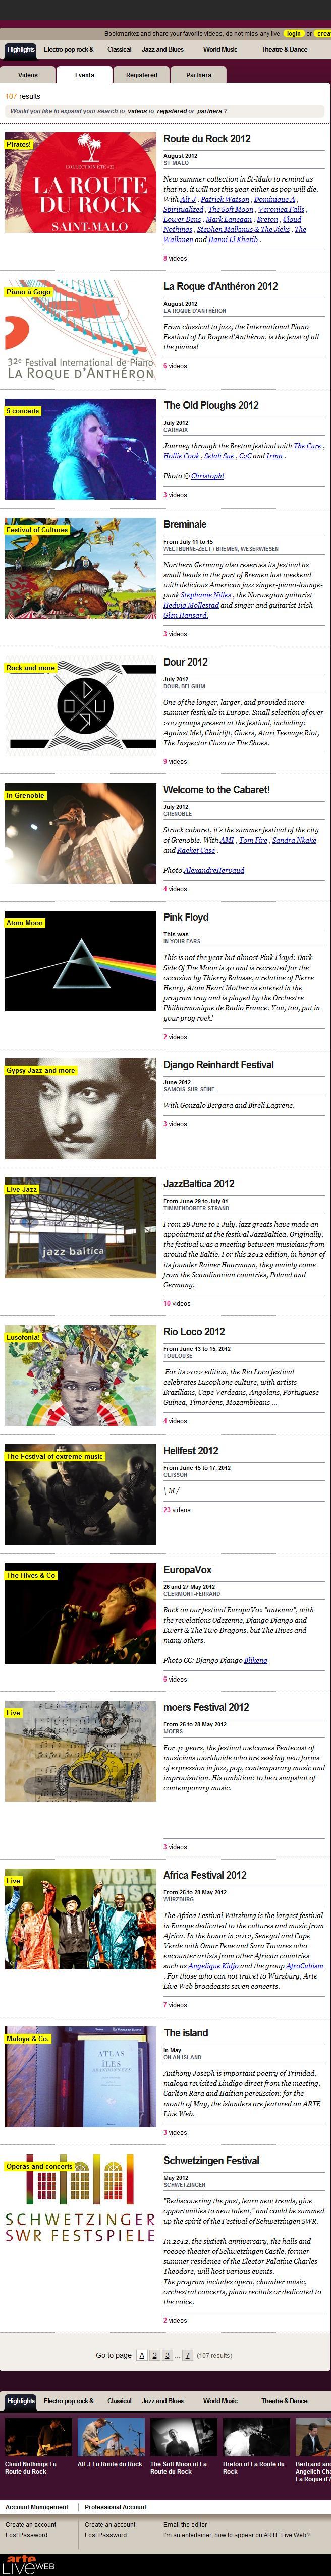 Bookmarkez and share your favorite videos, do not miss any live, login or crea
Highlights Electro pop rock & Classical Jazz and Blues World Music Theatre & Dance
Videos Events Registered Partners
107 results
Would you like to expand your search to videos to registered or partners ?
Pirates!
COLLECTION ÉTÉ #22
LA ROUTE
DU ROCK
SAINT-MALO
Route du Rock 2012
August 2012
ST MALO
New summer collection in St-Malo to remind us
that no, it will not this year either as pop will die.
With Alt-J , Patrick Watson , Dominique A ,
Spiritualized , The Soft Moon , Veronica Falls ,
Lower Dens , Mark Lanegan , Breton , Cloud
Nothings , Stephen Malkmus & The Jicks , The
Walkmen and Hanni El Khatib .
8 videos
Piano à Gogo
32e Festival International de Piano
LA ROQUE D'ANTHÉRON
La Roque d'Anthéron 2012
August 2012
LA ROQUE D'ANTHÉRON
From classical to jazz, the International Piano
Festival of La Roque d'Anthéron, is the feast of all
the pianos!
6 videos
5 concerts
The Old Ploughs 2012
July 2012
CARHAIX
Journey through the Breton festival with The Cure ,
Hollie Cook , Selah Sue , C2C and Irma .
Photo © Christoph!
3 videos
Festival of Cultures
Breminale
From July 11 to 15
WELTBÜHNE-ZELT / BREMEN, WESERWIESEN
Northern Germany also reserves its festival as
small beads in the port of Bremen last weekend
with delicious American jazz singer-piano-lounge-
punk Stephanie Nilles , the Norwegian guitarist
Hedvig Mollestad and singer and guitarist Irish
Glen Hansard.
3 videos
Rock and more
Dour 2012
July 2012
DOUR, BELGIUM
One of the longer, larger, and provided more
summer festivals in Europe. Small selection of over
200 groups present at the festival, including:
Against Me!, Chairlift, Givers, Atari Teenage Riot,
The Inspector Cluzo or The Shoes.
9 videos
In Grenoble
Welcome to the Cabaret!
July 2012
GRENOBLE
Struck cabaret, it's the summer festival of the city
of Grenoble. With AMI , Tom Fire , Sandra Nkaké
and Racket Case .
Photo AlexandreHervaud
4 videos
Atom Moon
Pink Floyd
This was
IN YOUR EARS
This is not the year but almost Pink Floyd: Dark
Side Of The Moon is 40 and is recreated for the
occasion by Thierry Balasse, a relative of Pierre
Henry, Atom Heart Mother as entered in the
program tray and is played by the Orchestre
Philharmonique de Radio France. You, too, put in
your prog rock!
2 videos
Gypsy Jazz and more
Django Reinhardt Festival
June 2012
SAMOIS-SUR-SEINE
With Gonzalo Bergara and Bireli Lagrene.
3 videos
Live Jazz
jazz baltica
JazzBaltica 2012
From June 29 to July 01
TIMMENDORFER STRAND
From 28 June to 1 July, jazz greats have made an
appointment at the festival JazzBaltica. Originally,
the festival was a meeting between musicians from
around the Baltic. For this 2012 edition, in honor of
its founder Rainer Haarmann, they mainly come
from the Scandinavian countries, Poland and
Germany.
10 videos
Lusofonia!
Rio Loco 2012
From June 13 to 15, 2012
TOULOUSE
For its 2012 edition, the Rio Loco festival
celebrates Lusophone culture, with artists
Brazilians, Cape Verdeans, Angolans, Portuguese
Guinea, Timoréens, Mozambicans ...
4 videos
The Festival of extreme music
Hellfest 2012
From June 15 to 17, 2012
CLISSON
\ M /
23 videos
The Hives & Co
EuropaVox
26 and 27 May 2012
CLERMONT-FERRAND
Back on our festival EuropaVox "antenna", with
the revelations Odezenne, Django Django and
Ewert & The Two Dragons, but The Hives and
many others.
Photo CC: Django Django Blikeng
6 videos
Live
moers Festival 2012
From 25 to 28 May 2012
MOERS
For 41 years, the festival welcomes Pentecost of
musicians worldwide who are seeking new forms
of expression in jazz, pop, contemporary music and
improvisation. His ambition: to be a snapshot of
contemporary music.
3 videos
Live
Africa Festival 2012
From 25 to 28 May 2012
WÜRZBURG
The Africa Festival Würzburg is the largest festival
in Europe dedicated to the cultures and music from
Africa. In the honor in 2012, Senegal and Cape
Verde with Omar Pene and Sara Tavares who
encounter artists from other African countries
such as Angelique Kidjo and the group AfroCubism
. For those who can not travel to Wurzburg, Arte
Live Web broadcasts seven concerts.
7 videos
Maloya & Co.
ATLAS
ÎLES
ABANDONNÉES
The island
In May
ON AN ISLAND
Anthony Joseph is important poetry of Trinidad,
maloya revisited Lindigo direct from the meeting,
Carlton Rara and Haitian percussion: for the
month of May, the islanders are featured on ARTE
Live Web.
3 videos
Operas and concerts
SCHWETZINGER
SWR FESTSPIELE
Schwetzingen Festival
May 2012
SCHWETZINGEN
"Rediscovering the past, learn new trends, give
opportunities to new talent," and could be summed
up the spirit of the Festival of Schwetzingen SWR.
In 2012, the sixtieth anniversary, the halls and
rococo theater of Schwetzingen Castle, former
summer residence of the Elector Palatine Charles
Theodore, will host various events.
The program includes opera, chamber music,
orchestral concerts, piano recitals or dedicated to
the voice.
2 videos
Go to page A 2 3 ... 7 (107 results)
Highlights Electro pop rock & Classical Jazz and Blues World Music Theatre & Dance
Cloud Nothings La Route du Rock
Alt-J La Route du Rock
The Soft Moon at La Route du Rock
Breton at La Route du Rock
Bertrand and
Angelich Cha
La Roque d'A
Account Management Professional Account
Create an account Create an account Email the editor
Lost Password Lost Password I'm an entertainer, how to appear on ARTE Live Web?
arte
LIVE WEB